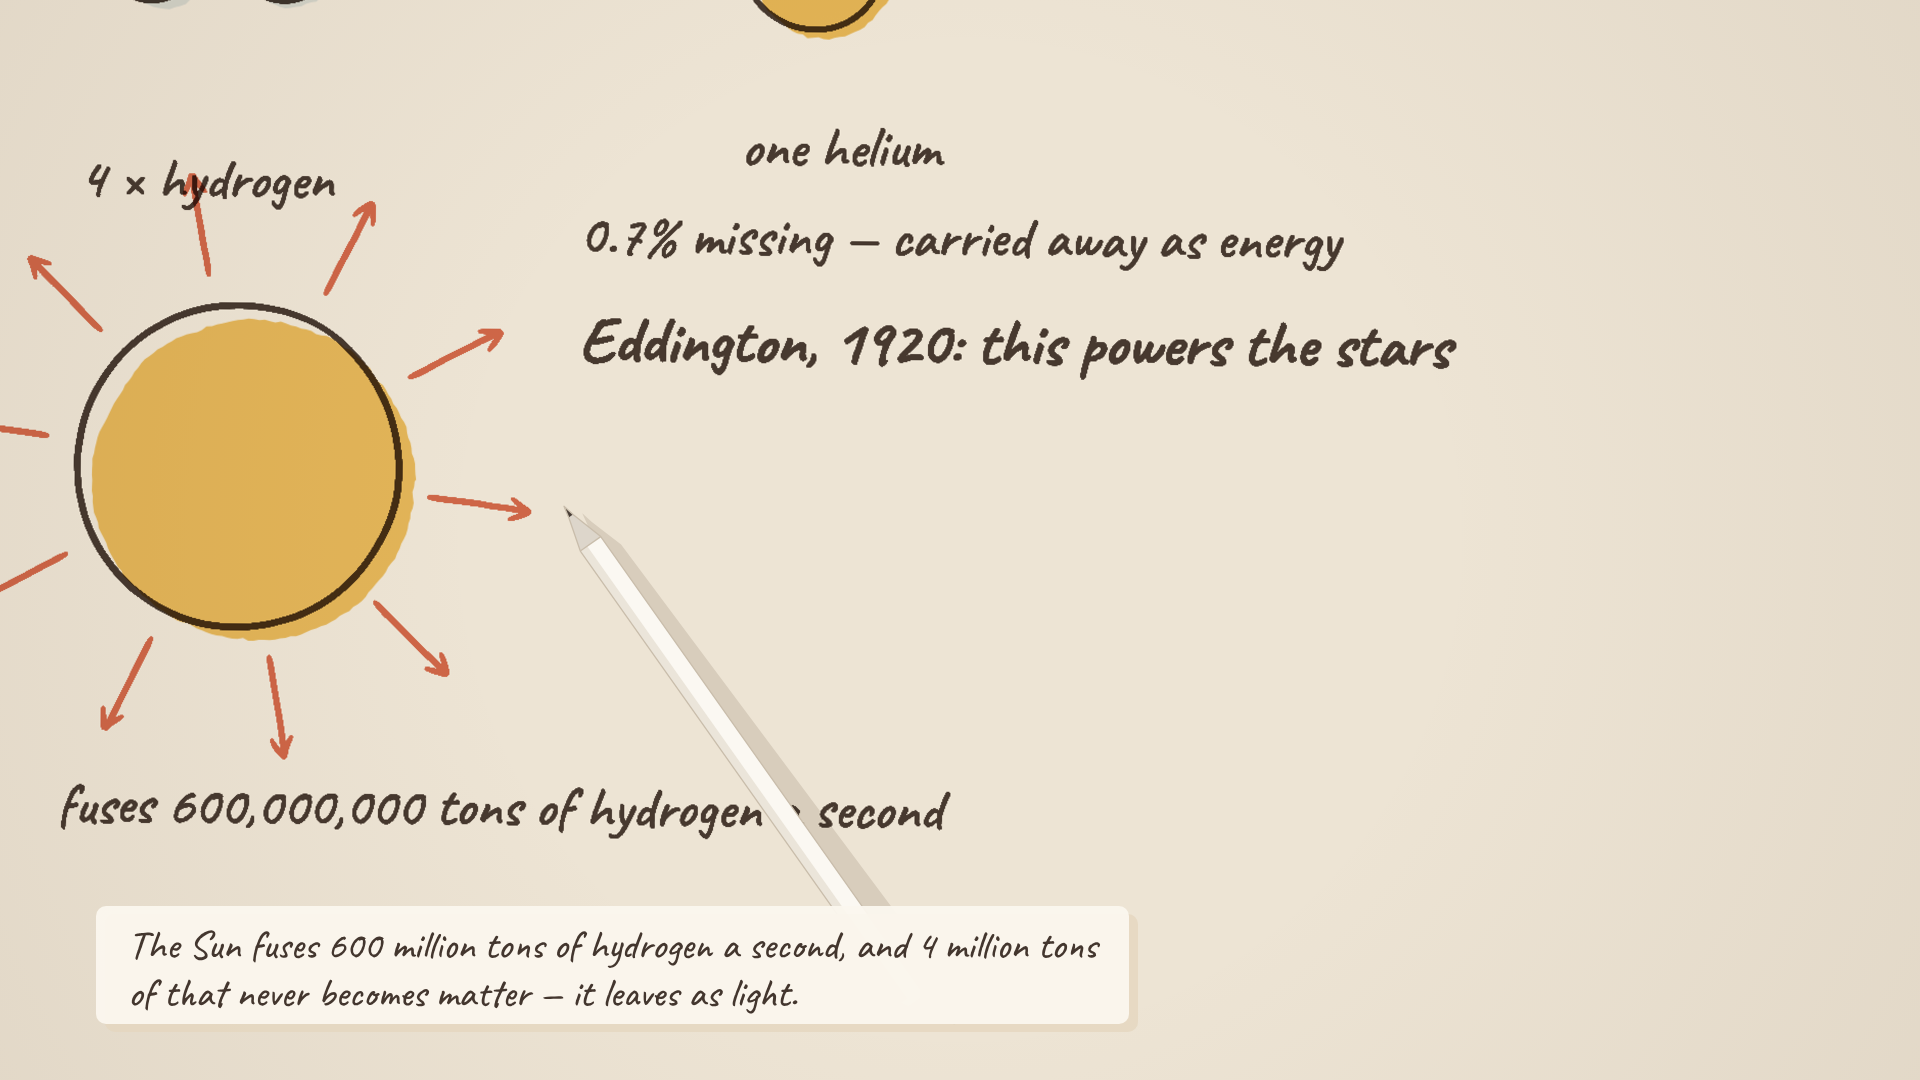 one helium
4 × hydrogen
0.7% missing — carried away as energy
Eddington, 1920: this powers the stars
fuses 600,000,000 tons of hydrogen second
The Sun fuses 600 million tons of hydrogen a second, and 4 million tons
of that never becomes matter — it leaves as light.